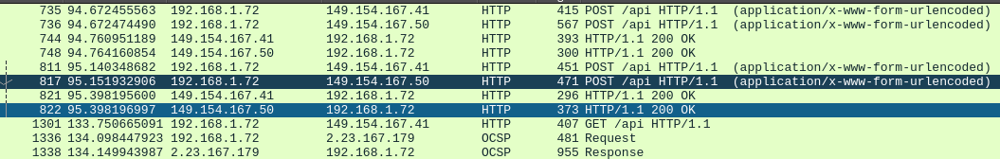 735 94.672455563 192.168.1.72 149.154.167.41 HTTP 415 POST /api HTTP/1.1 (application/x-www-form-urlencoded)
736 94.672474490 192.168.1.72 149.154.167.50 HTTP 567 POST /api HTTP/1.1 (application/x-www-form-urlencoded)
744 94.760951189 149.154.167.41 192.168.1.72 HTTP 393 HTTP/1.1 200 OK
748 94.764160854 149.154.167.50 192.168.1.72 HTTP 300 HTTP/1.1 200 OK
811 95.140348682 192.168.1.72 149.154.167.41 HTTP 451 POST /api HTTP/1.1 (application/x-www-form-urlencoded)
817 95.151932906 192.168.1.72 149.154.167.50 HTTP 471 POST /api HTTP/1.1 (application/x-www-form-urlencoded)
821 95.398195600 149.154.167.41 192.168.1.72 HTTP 296 HTTP/1.1 200 OK
822 95.398196997 149.154.167.50 192.168.1.72 HTTP 373 HTTP/1.1 200 OK
1301 133.750665091 192.168.1.72 149.154.167.41 HTTP 407 GET /api HTTP/1.1
1336 134.098447923 192.168.1.72 2.23.167.179 OCSP 481 Request
1338 134.149943987 2.23.167.179 192.168.1.72 OCSP 955 Response